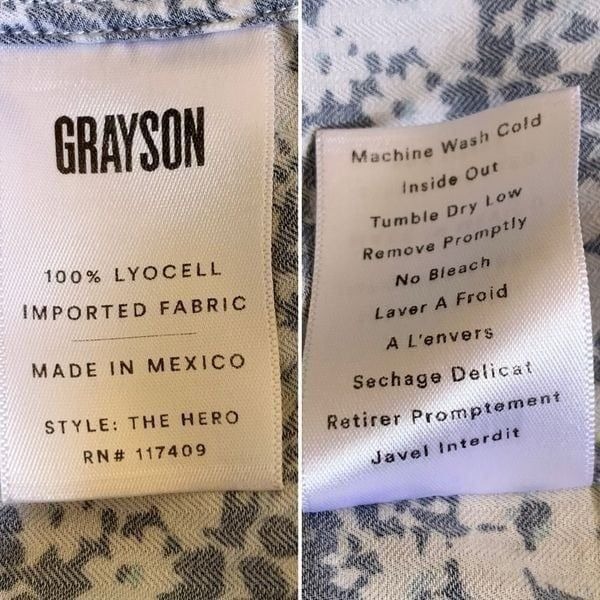 GRAYSON
100% LYOCELL
IMPORTED FABRIC
MADE IN MEXICO
STYLE: THE HERO
RN# 117409
Machine Wash Cold
Inside Out
Tumble Dry Low
Remove Promptly
No Bleach
Laver A Froid
A L'envers
Sechage Delicat
Retirer Promptement
Javel Interdit